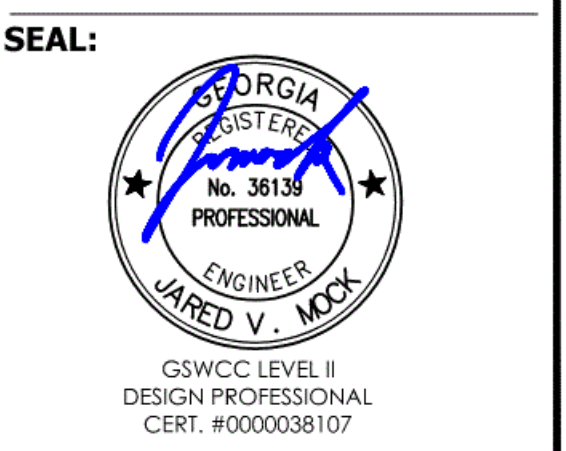 SEAL:
GEORGIA
REGISTERED
No. 36139
PROFESSIONAL
ENGINEER
JARED V. MOCK
GSWCC LEVEL II
DESIGN PROFESSIONAL
CERT. #0000038107